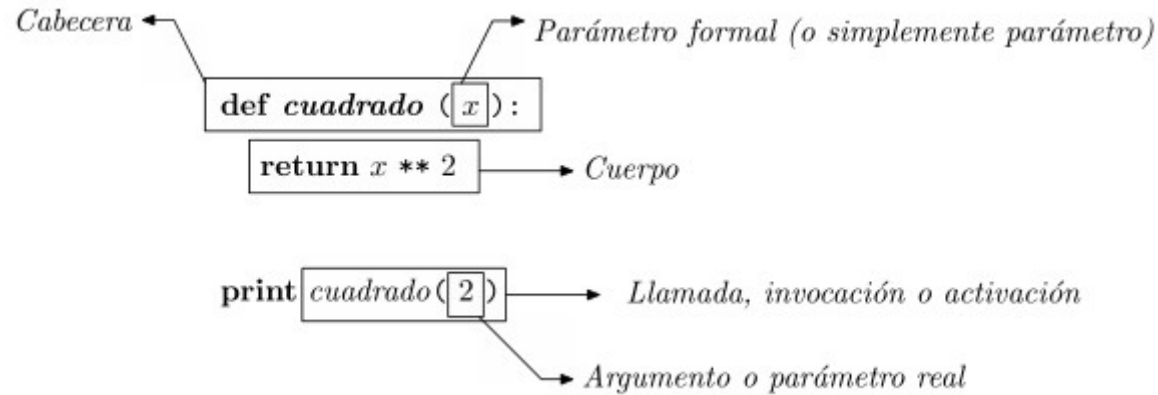 Cabecera
Parámetro formal (o simplemente parámetro)
def cuadrado (x):
return x ** 2
Cuerpo
print cuadrado(2)
Llamada, invocación o activación
Argumento o parámetro real